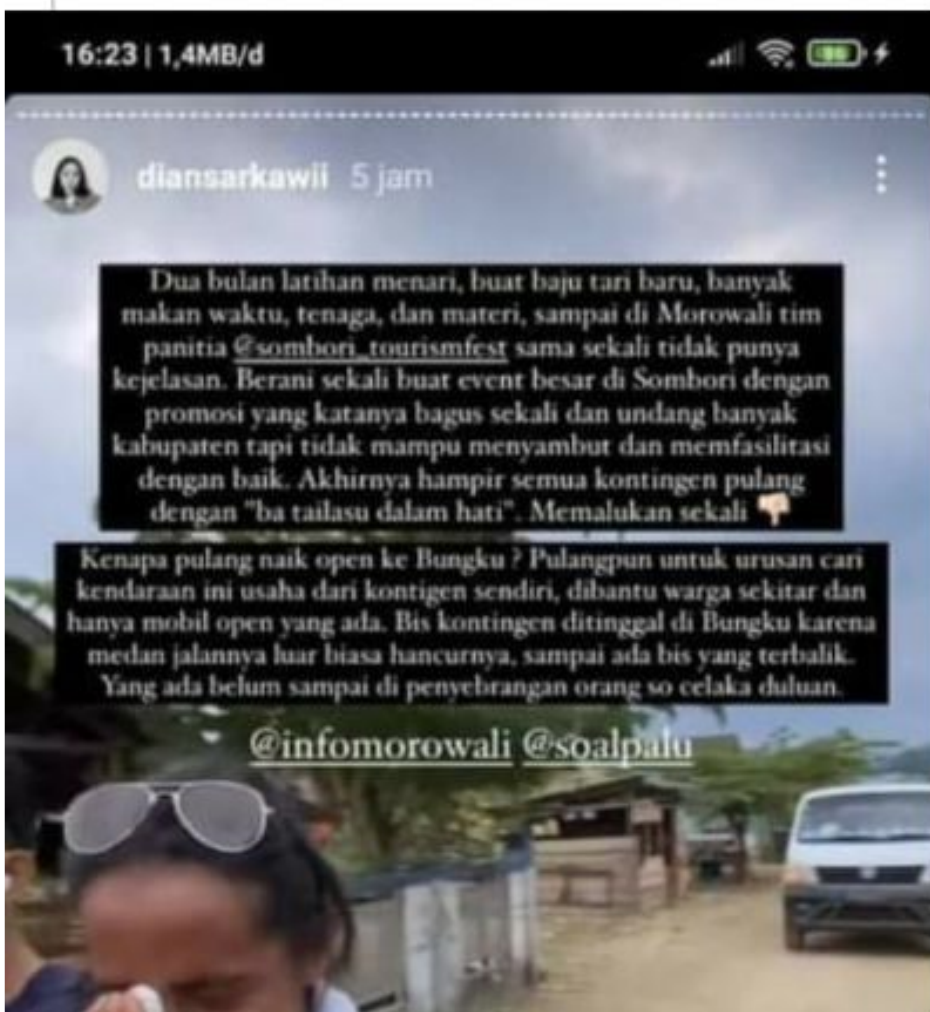 16:23 | 1,4MB/d
diansarkawii 5 jam
Dua bulan latihan menari, buat baju tari baru, banyak
makan waktu, tenaga, dan materi, sampai di Morowali tim
panitia @sombori_tourismfest sama sekali tidak punya
kejelasan. Berani sekali buat event besar di Sombori dengan
promosi yang katanya bagus sekali dan undang banyak
kabupaten tapi tidak mampu menyambut dan memfasilitasi
dengan baik. Akhirnya hampir semua kontingen pulang
dengan "ba tailasu dalam hati". Memalukan sekali 👎🏻
Kenapa pulang naik open ke Bungku ? Pulangpun untuk urusan cari
kendaraan ini usaha dari kontigen sendiri, dibantu warga sekitar dan
hanya mobil open yang ada. Bis kontingen ditinggal di Bungku karena
medan jalannya luar biasa hancurnya, sampai ada bis yang terbalik.
Yang ada belum sampai di penyebrangan orang so celaka duluan.
@infomorowali @soalpalu